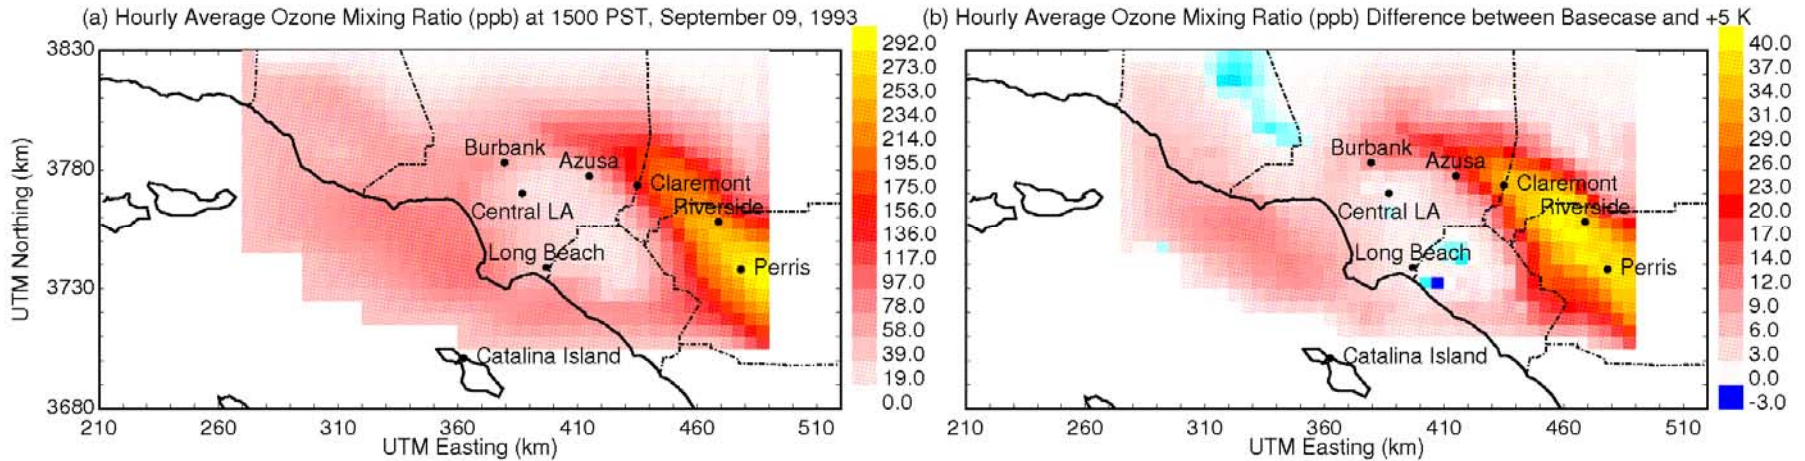 (a) Hourly Average Ozone Mixing Ratio (ppb) at 1500 PST, September 09, 1993
3830
3780
3730
3680
UTM Northing (km)
210 260 310 360 410 460 510
UTM Easting (km)
Burbank
Azusa
Claremont
Riverside
Central LA
Long Beach
Perris
Catalina Island
292.0
273.0
253.0
234.0
214.0
195.0
175.0
156.0
136.0
117.0
97.0
78.0
58.0
39.0
19.0
0.0
(b) Hourly Average Ozone Mixing Ratio (ppb) Difference between Basecase and +5 K
210 260 310 360 410 460 510
UTM Easting (km)
Burbank
Azusa
Claremont
Riverside
Central LA
Long Beach
Perris
Catalina Island
40.0
37.0
34.0
31.0
29.0
26.0
23.0
20.0
17.0
14.0
12.0
9.0
6.0
3.0
0.0
-3.0